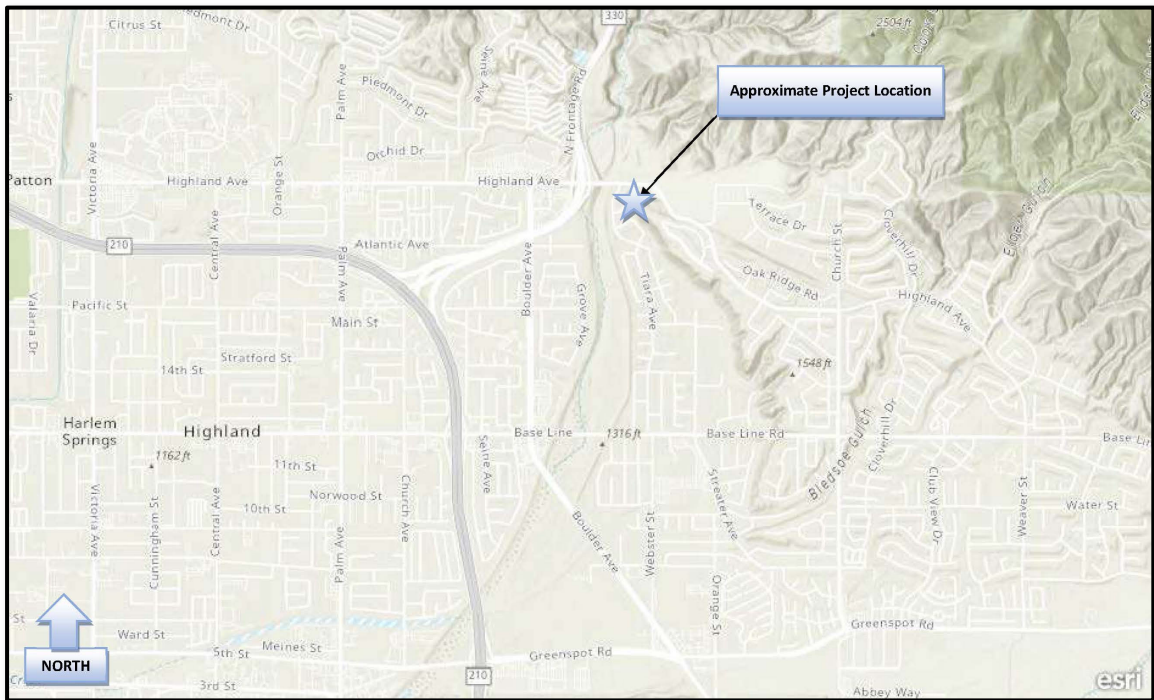 330
2504 ft
Citrus St
Piedmont Dr
Palm Ave
Piedmont Dr
Seine Ave
N Frontage Rd
Approximate Project Location
Orchid Dr
Orange St
Victoria Ave
Patton
Highland Ave
Highland Ave
Elder Gulch
Terrace Dr
Cloverhill Dr
Church St
Central Ave
210
Atlantic Ave
Palm Ave
Boulder Ave
Tiara Ave
Oak Ridge Rd
Highland Ave
Pacific St
Valaria Dr
Grove Ave
Main St
Stratford St
14th St
1548 ft
Harlem
Springs
Highland
Base Line
1316 ft
Base Line Rd
Cloverhill Dr
Bledsoe Gulch
1162 ft
11th St
Seine Ave
Norwood St
10th St
Church Ave
Victoria Ave
Cunningham St
Central Ave
Palm Ave
Streater Ave
Club View Dr
Weaver St
Water St
Boulder Ave
Webster St
Orange St
St
Ward St
Greenspot Rd
NORTH
5th St
Meines St
Greenspot Rd
3rd St
210
Abbey Way
esri